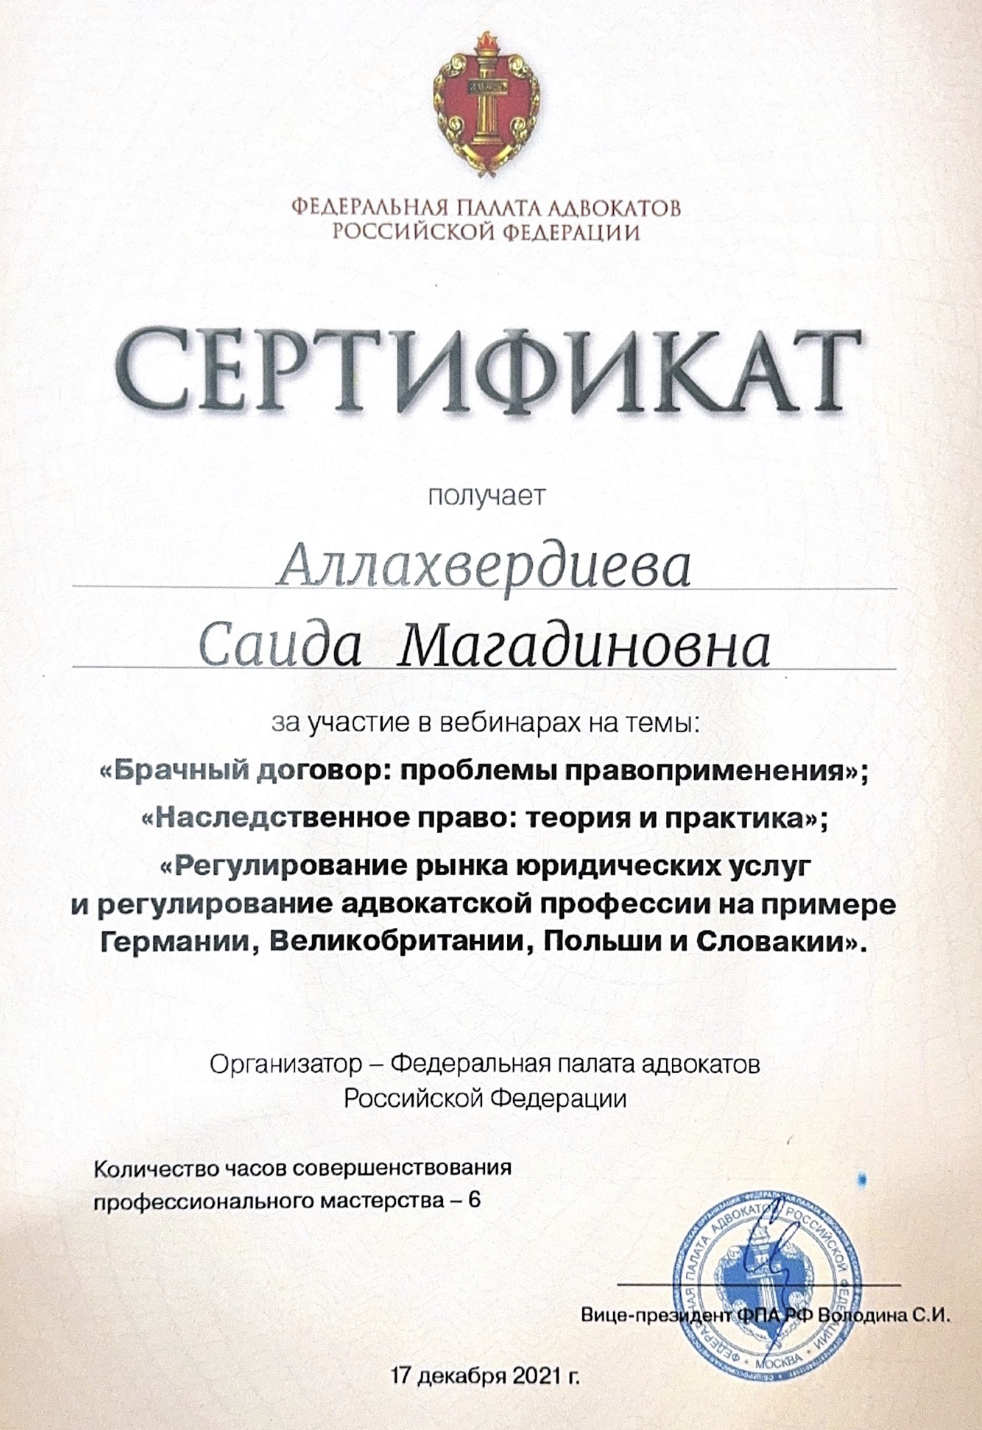 ФЕДЕРАЛЬНАЯ ПАЛАТА АДВОКАТОВ
РОССИЙСКОЙ ФЕДЕРАЦИИ
СЕРТИФИКАТ
получает
Аллахвердиева
Саида Магадиновна
за участие в вебинарах на темы:
«Брачный договор: проблемы правоприменения»;
«Наследственное право: теория и практика»;
«Регулирование рынка юридических услуг
и регулирование адвокатской профессии на примере
Германии, Великобритании, Польши и Словакии».
Организатор – Федеральная палата адвокатов
Российской Федерации
Количество часов совершенствования
профессионального мастерства – 6
ФЕДЕРАЛЬНАЯ ПАЛАТА АДВОКАТОВ РОССИЙСКОЙ ФЕДЕРАЦИИ
МОСКВА
Вице-президент ФПА РФ Володина С.И.
17 декабря 2021 г.